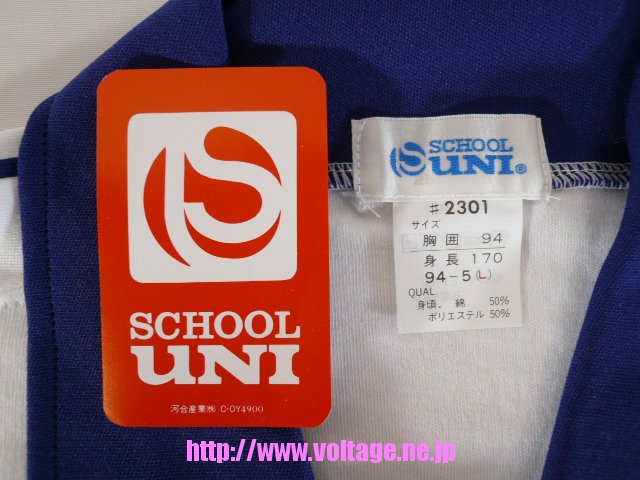 SCHOOL
UNI
河合産業㈱ C-OY4900
SCHOOL
UNI®
#2301
サイズ
胸囲 94
身長 170
94-5(L)
QUAL.
身頃. 綿 50%
ポリエステル 50%
http://www.voltage.ne.jp